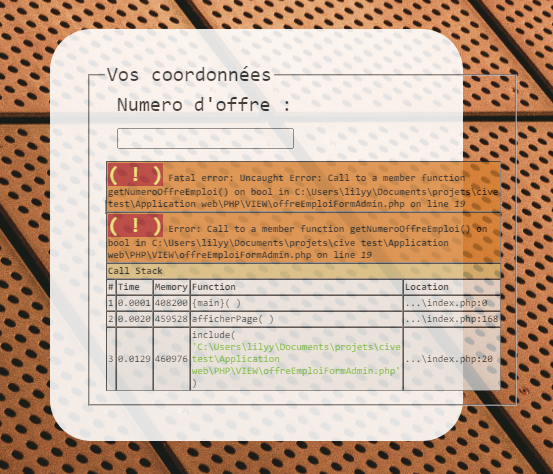 Vos coordonnées
Numero d'offre :
( ! ) Fatal error: Uncaught Error: Call to a member function
getNumeroOffreEmploi() on bool in C:\Users\lilyy\Documents\projets\cive
test\Application web\PHP\VIEW\offreEmploiFormAdmin.php on line 19
( ! ) Error: Call to a member function getNumeroOffreEmploi() on
bool in C:\Users\lilyy\Documents\projets\cive test\Application
web\PHP\VIEW\offreEmploiFormAdmin.php on line 19
Call Stack
# Time Memory Function Location
1 0.0001 408200 {main}( ) ...\index.php:0
2 0.0020 459528 afficherPage( ) ...\index.php:168
3 0.0129 460976 include(
'C:\Users\lilyy\Documents\projets\cive
test\Application
web\PHP\VIEW\offreEmploiFormAdmin.php'
) ...\index.php:20